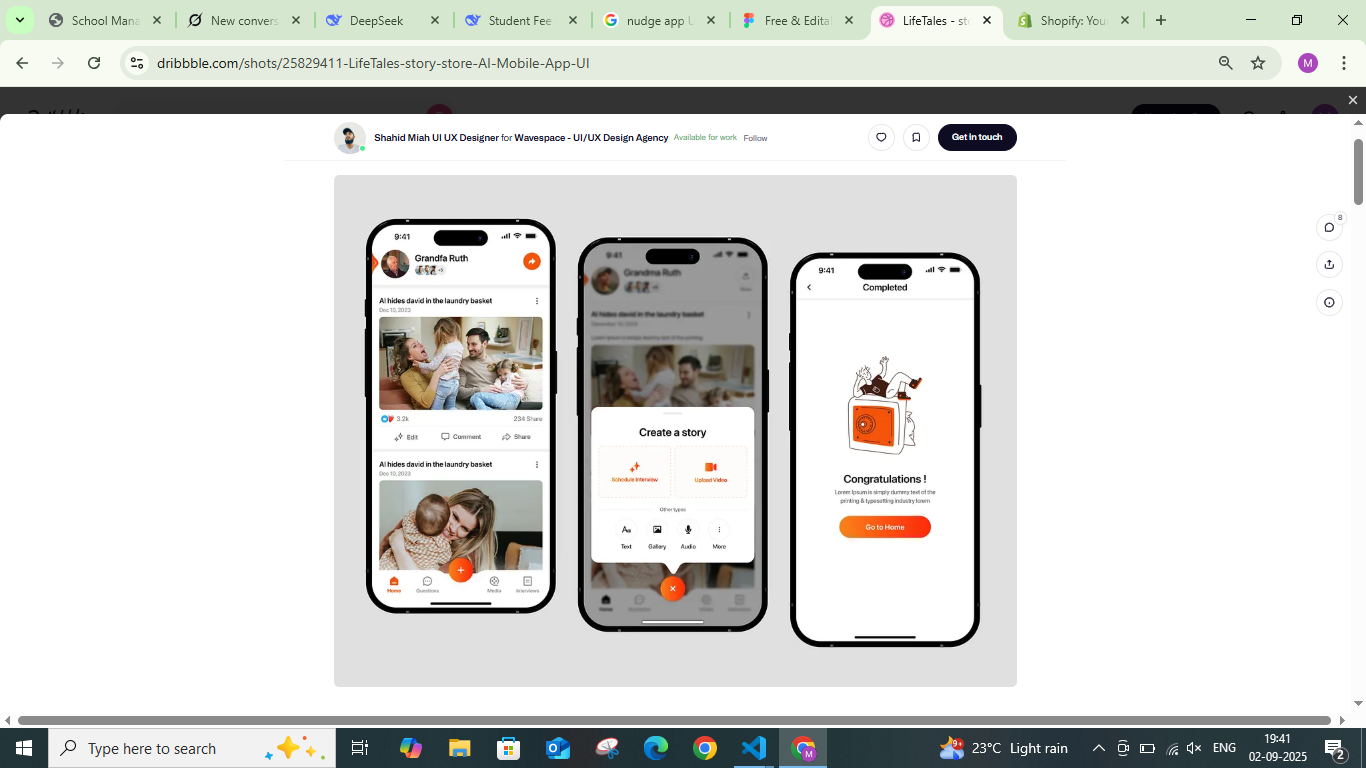 School Mana
New convers
DeepSeek
Student Fee
nudge app U
Free & Edita
LifeTales - sto
Shopify: You
dribbble.com/shots/25829411-LifeTales-story-store-AI-Mobile-App-UI
M
Shahid Miah UI UX Designer for Wavespace - UI/UX Design Agency Available for work Follow
Get in touch
8
9:41
Grandfa Ruth
+5
AI hides david in the laundry basket
Dec 10, 2023
3.2k
234 Share
Edit
Comment
Share
AI hides david in the laundry basket
Dec 10, 2023
Home
Questions
Media
Interviews
9:41
Grandma Ruth
AI hides david in the laundry basket
December 10, 2023
Create a story
Schedule Interview
Upload Video
Other types
Aa
Text
Gallery
Audio
More
Home
9:41
Completed
Congratulations !
Lorem Ipsum is simply dummy text of the
printing & typesetting industry lorem
Go to Home
Type here to search
9+
23°C Light rain
ENG
19:41
02-09-2025
2